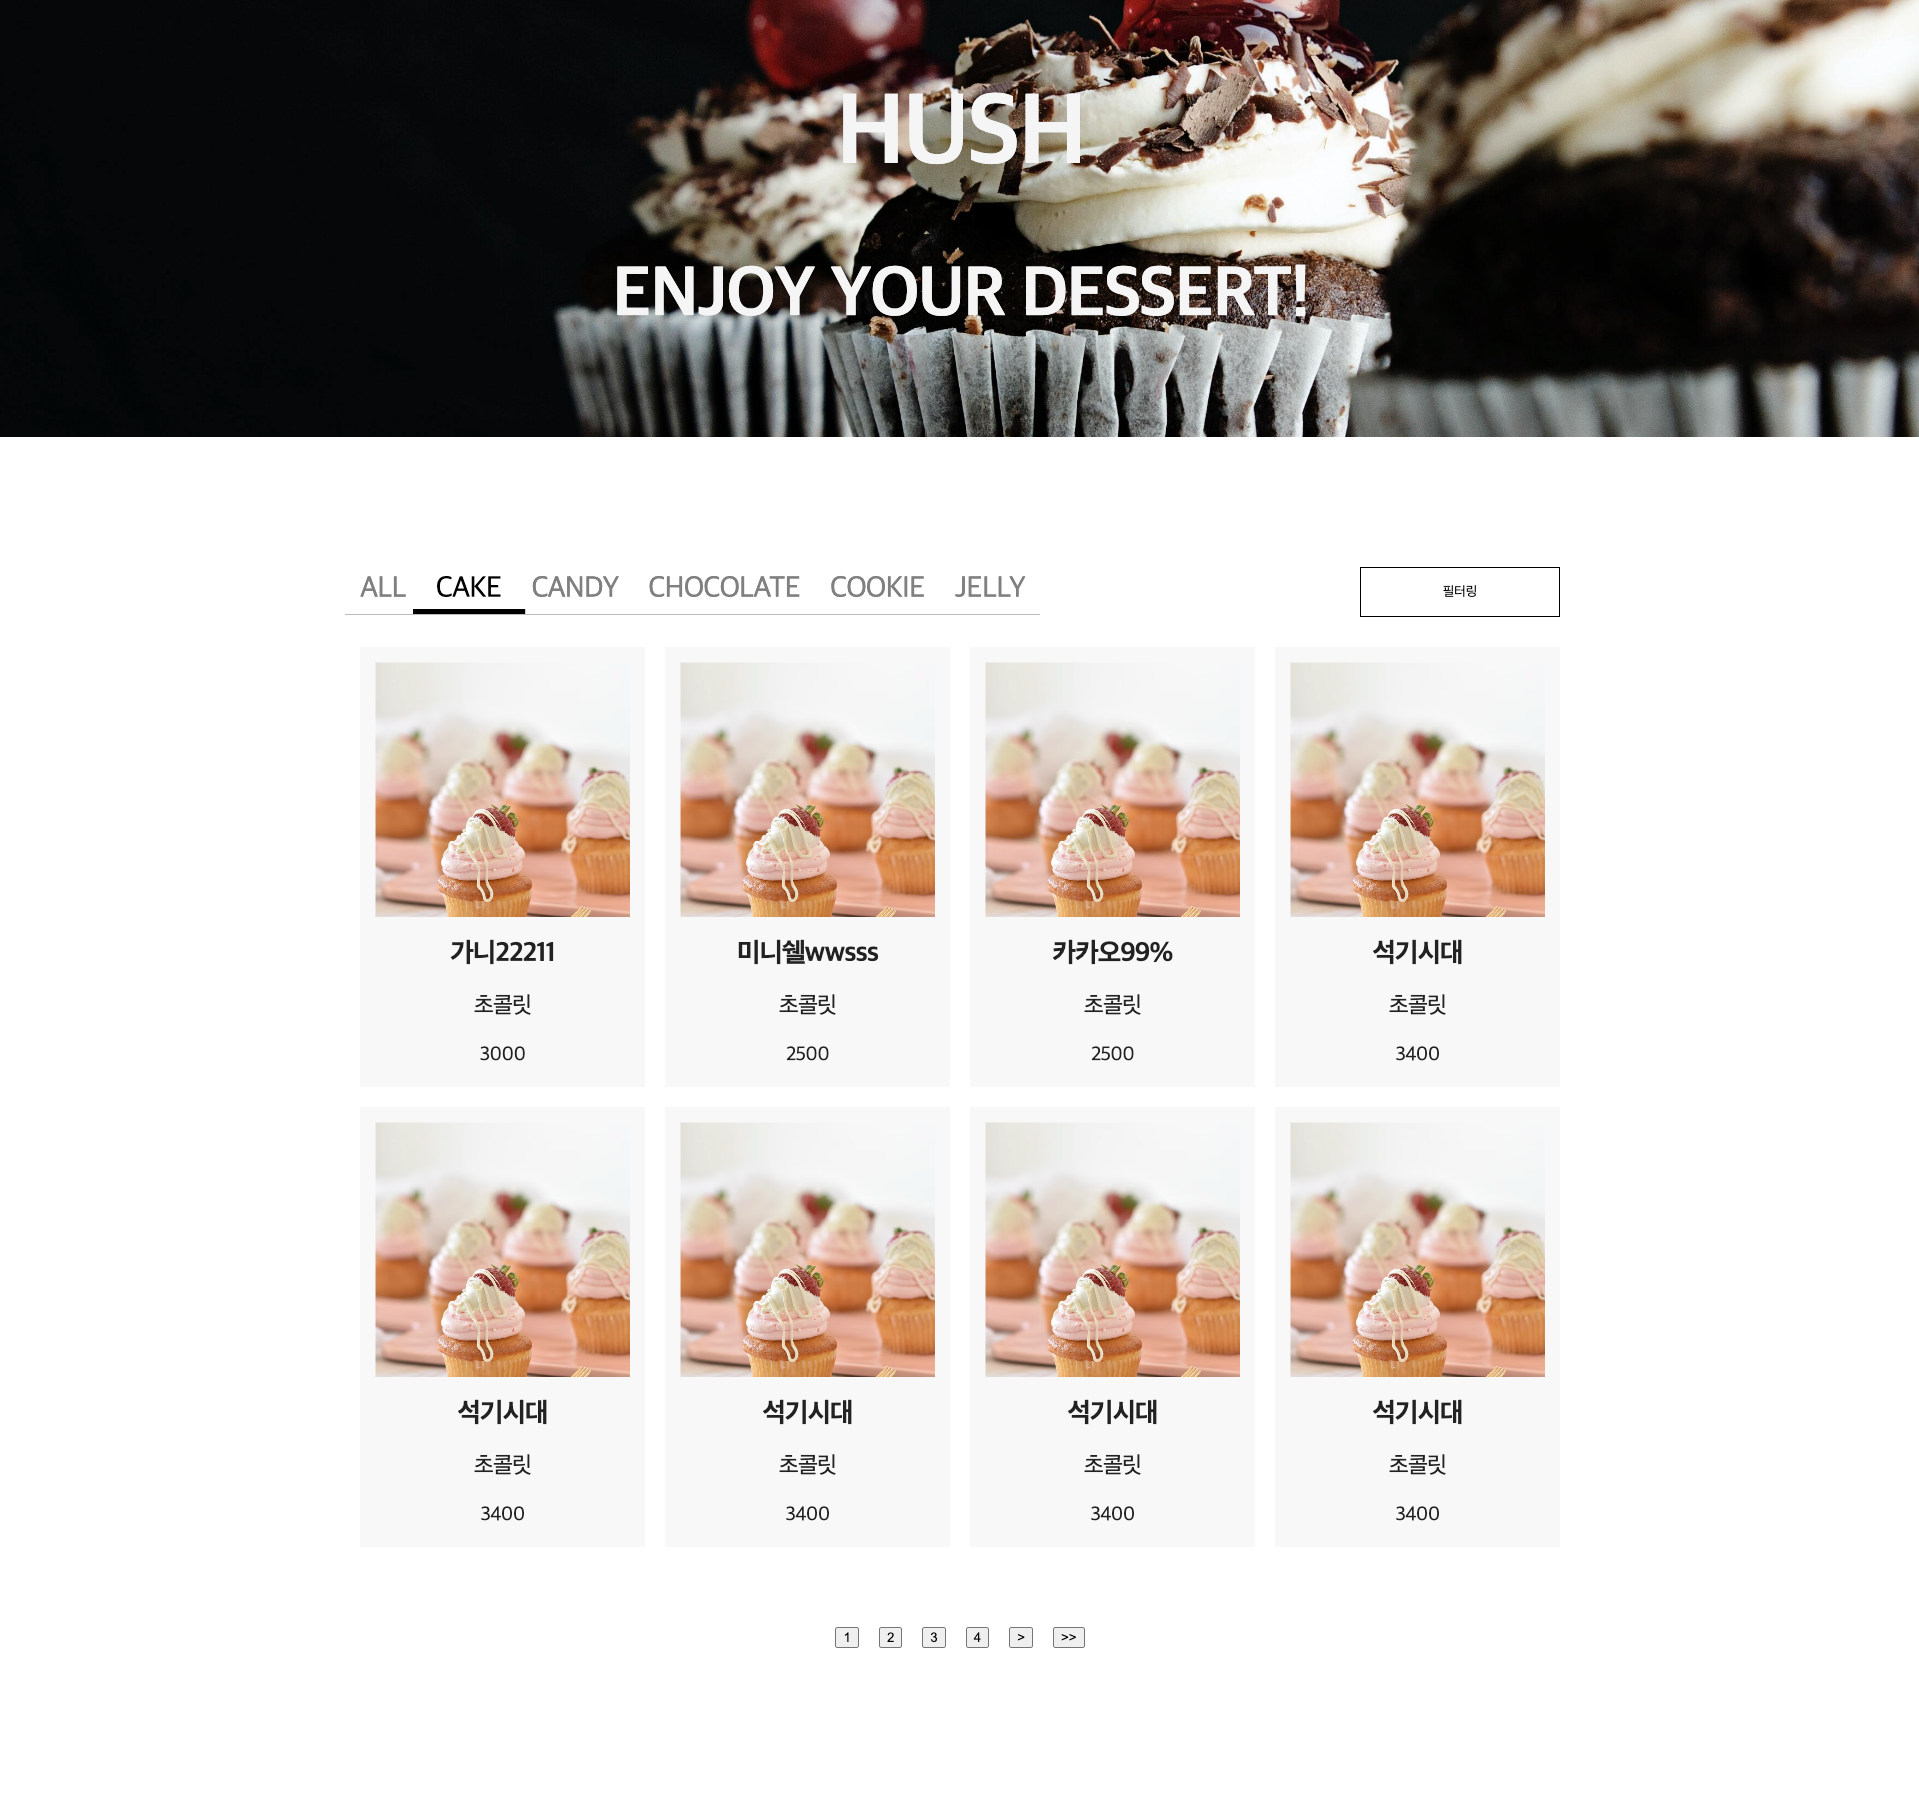 HUSH
ENJOY YOUR DESSERT!
ALL CAKE CANDY CHOCOLATE COOKIE JELLY 필터링
가니22211 미니쉘wwsss 카카오99% 석기시대
초콜릿 초콜릿 초콜릿 초콜릿
3000 2500 2500 3400
석기시대 석기시대 석기시대 석기시대
초콜릿 초콜릿 초콜릿 초콜릿
3400 3400 3400 3400
1 2 3 4 > >>